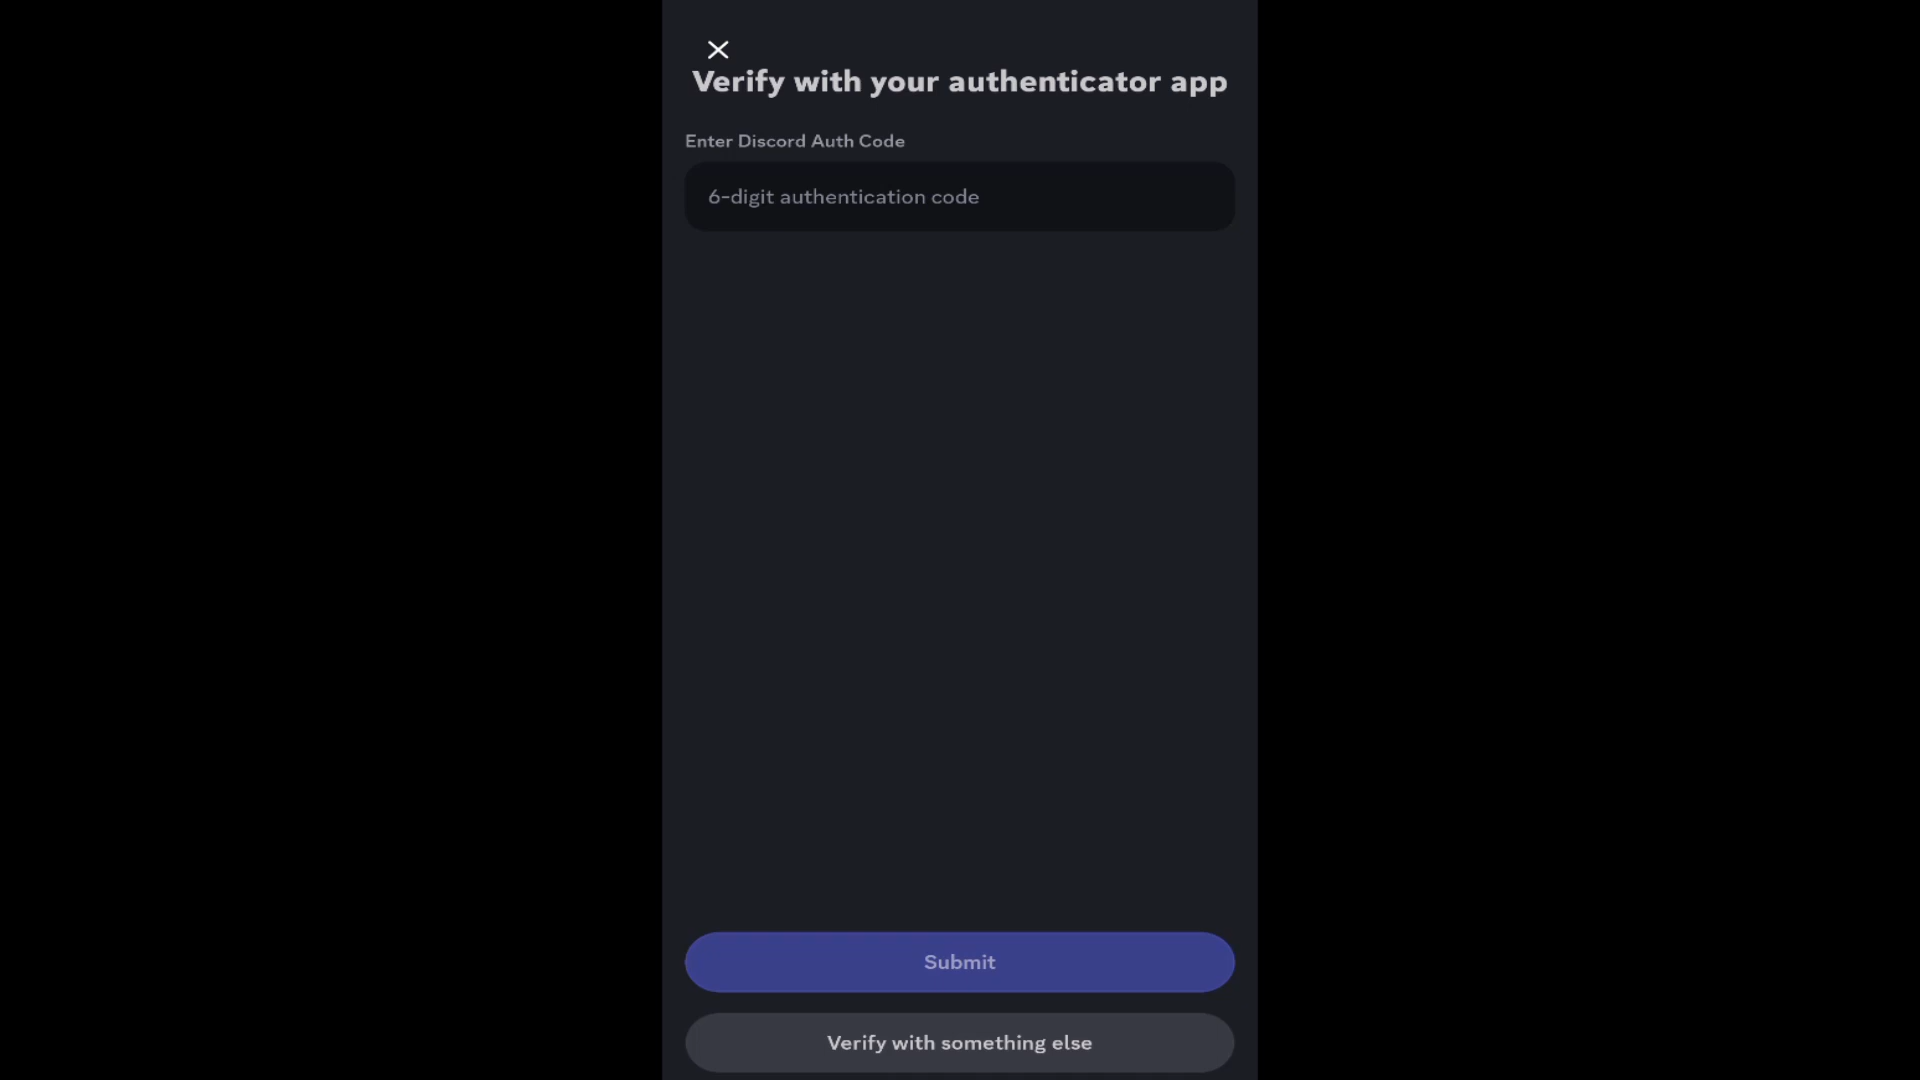 Verify with your authenticator app
Enter Discord Auth Code
6-digit authentication code
Submit
Verify with something else